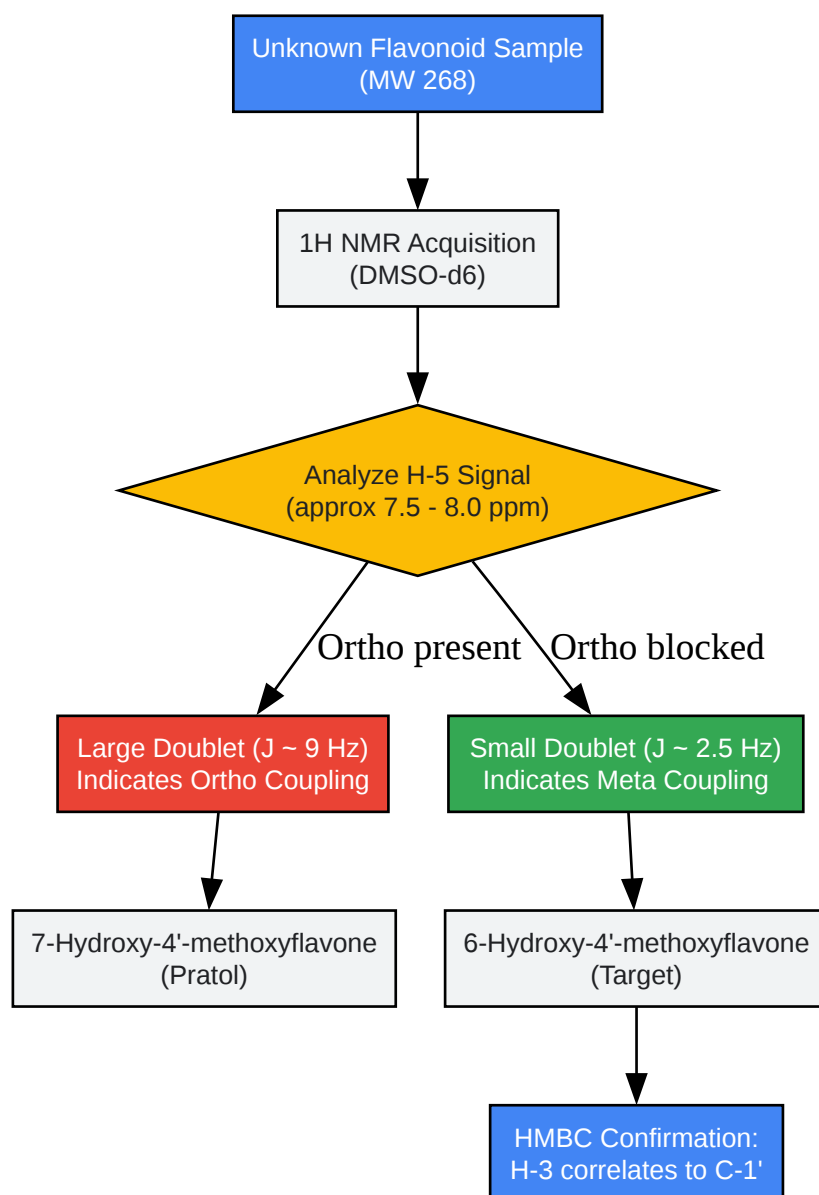 Unknown Flavonoid Sample
(MW 268)
1H NMR Acquisition
(DMSO-d6)
Analyze H-5 Signal
(approx 7.5 - 8.0 ppm)
Ortho present
Ortho blocked
Large Doublet (J ~ 9 Hz)
Indicates Ortho Coupling
Small Doublet (J ~ 2.5 Hz)
Indicates Meta Coupling
7-Hydroxy-4'-methoxyflavone
(Pratol)
6-Hydroxy-4'-methoxyflavone
(Target)
HMBC Confirmation:
H-3 correlates to C-1'